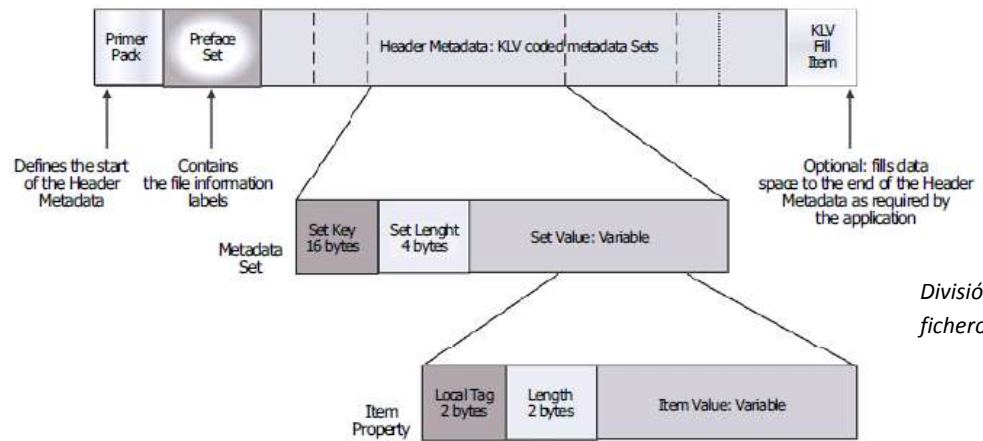 Primer
Pack
Preface
Set
Header Metadata: KLV coded metadata Sets
KLV
Fill
Item
Defines the start
of the Header
Metadata
Contains
the file information
labels
Optional: fills data
space to the end of the Header
Metadata as required by
the application
Metadada
Set
Set Key
16 bytes
Set Lenght
4 bytes
Set Value: Variable
Divisió
fichero
Item
Property
Local Tag
2 bytes
Length
2 bytes
Item Value: Variable